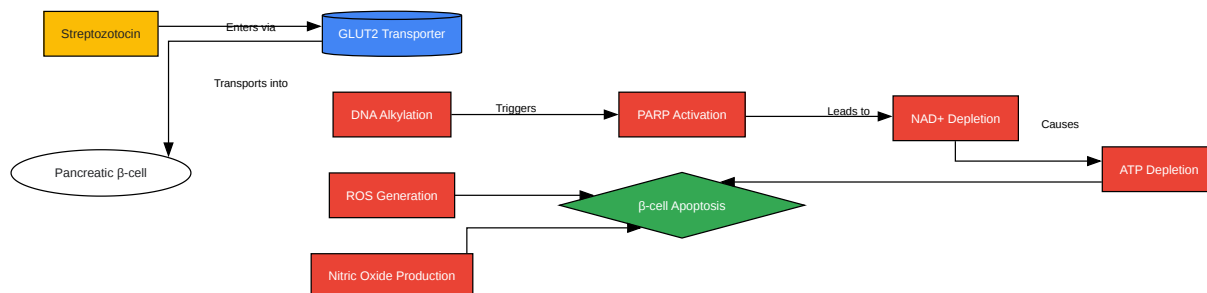 Streptozotocin
Enters via
GLUT2 Transporter
Transports into
DNA Alkylation
Triggers
PARP Activation
Leads to
NAD+ Depletion
Causes
Pancreatic β-cell
ATP Depletion
ROS Generation
β-cell Apoptosis
Nitric Oxide Production